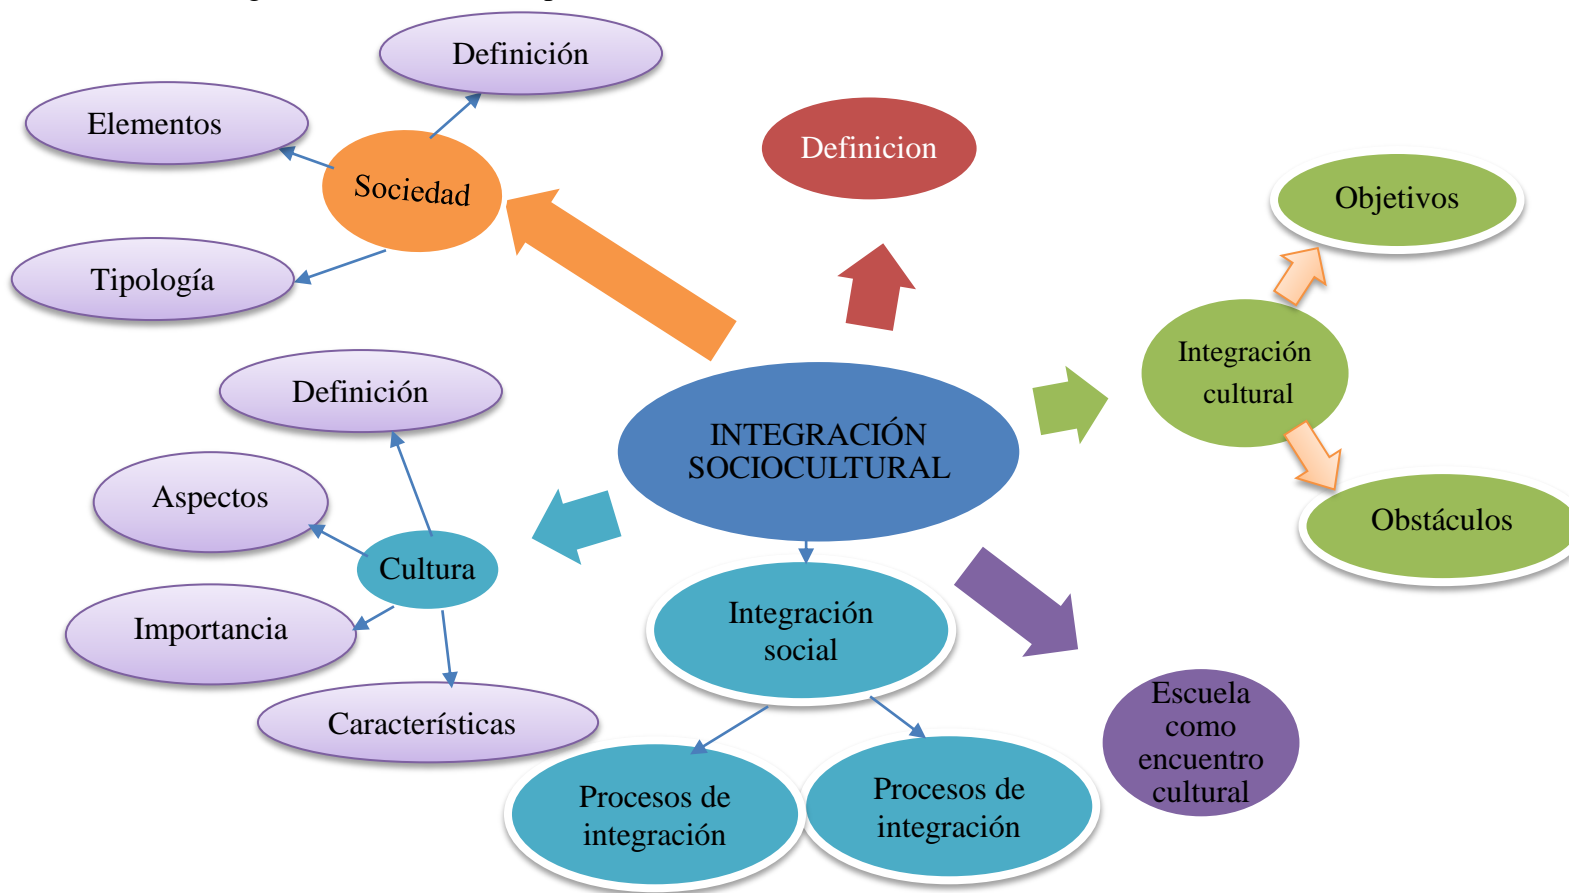 Definición
Elementos
Sociedad
Tipología
Definicion
Objetivos
Integración
cultural
Obstáculos
INTEGRACIÓN
SOCIOCULTURAL
Definición
Aspectos
Cultura
Importancia
Características
Integración
social
Procesos de
integración
Procesos de
integración
Escuela
como
encuentro
cultural